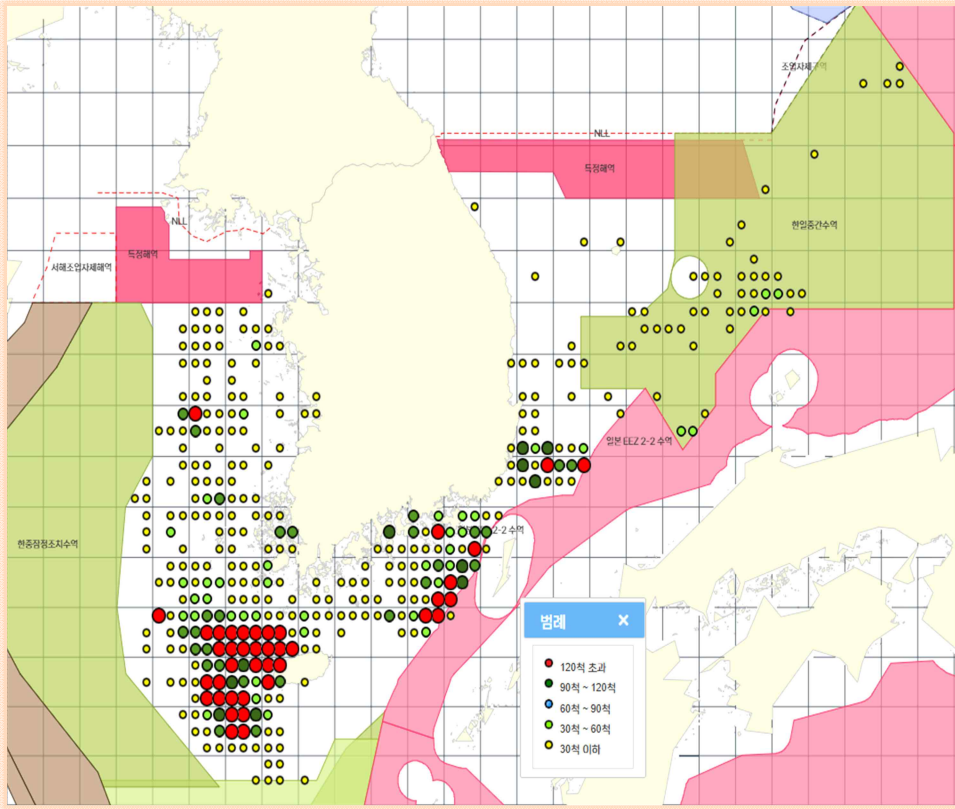 조업자제구역
NLL
득정해역
한일중간수역
NLL
득정해역
서해조업자제해역
일본 EEZ 2-2 수역
2-2 수역
한중잠정조치수역
범례 ×
120척 초과
90척 ~ 120척
60척 ~ 90척
30척 ~ 60척
30척 이하